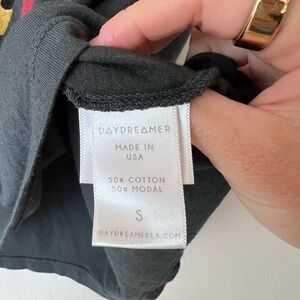 DAYDREAMER
MADE IN
USA
50% COTTON
50% MODAL
S
DAYDREAMERLA.COM